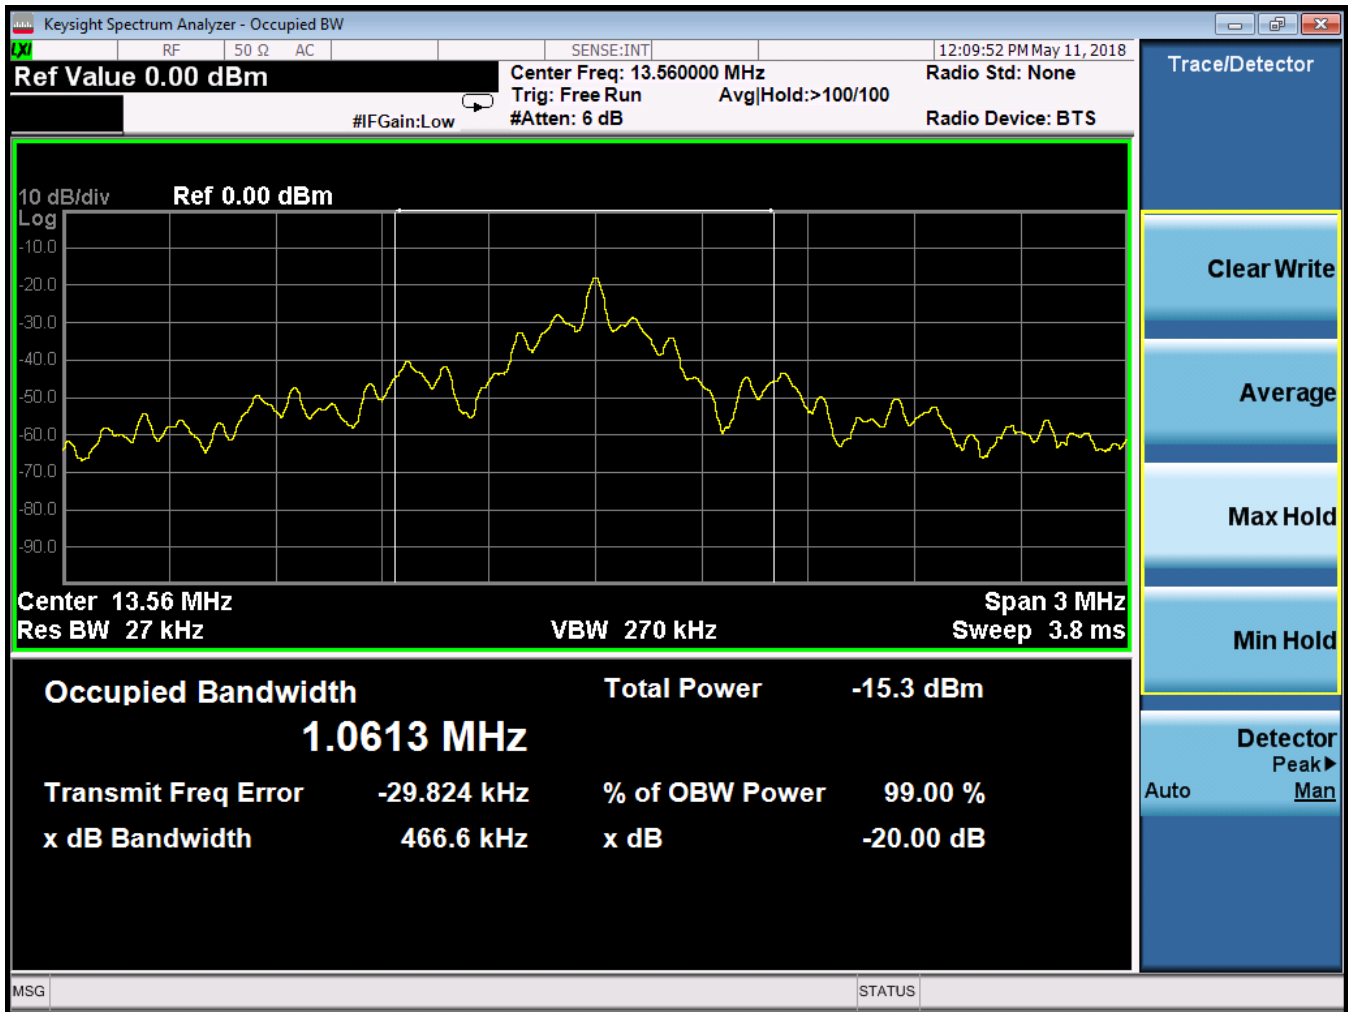 Keysight Spectrum Analyzer - Occupied BW
LXI RF 50 Ω AC SENSE:INT 12:09:52 PM May 11, 2018
Ref Value 0.00 dBm
Center Freq: 13.560000 MHz
Radio Std: None
Trig: Free Run Avg|Hold:>100/100
#IFGain:Low
#Atten: 6 dB
Radio Device: BTS
10 dB/div Ref 0.00 dBm
Log
-10.0
-20.0
-30.0
-40.0
-50.0
-60.0
-70.0
-80.0
-90.0
Center 13.56 MHz Span 3 MHz
Res BW 27 kHz VBW 270 kHz Sweep 3.8 ms
Occupied Bandwidth Total Power -15.3 dBm
1.0613 MHz
Transmit Freq Error -29.824 kHz % of OBW Power 99.00 %
x dB Bandwidth 466.6 kHz x dB -20.00 dB
Trace/Detector
Clear Write
Average
Max Hold
Min Hold
Detector
Peak▶
Auto Man
MSG STATUS